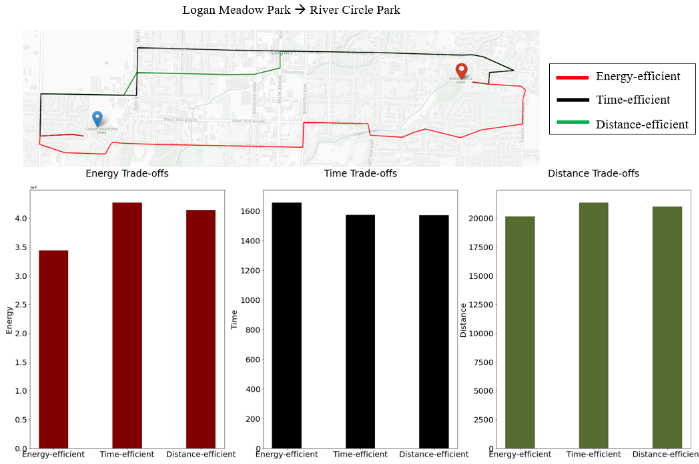 Logan Meadow Park → River Circle Park
Energy-efficient
Time-efficient
Distance-efficient
Energy Trade-offs
Time Trade-offs
Distance Trade-offs
1e7
4.0
3.5
3.0
2.5
2.0
1.5
1.0
0.5
0.0
Energy
Energy-efficient
Time-efficient
Distance-efficient
1600
1400
1200
1000
800
600
400
200
0
Time
Energy-efficient
Time-efficient
Distance-efficient
20000
17500
15000
12500
10000
7500
5000
2500
0
Distance
Energy-efficient
Time-efficient
Distance-efficien